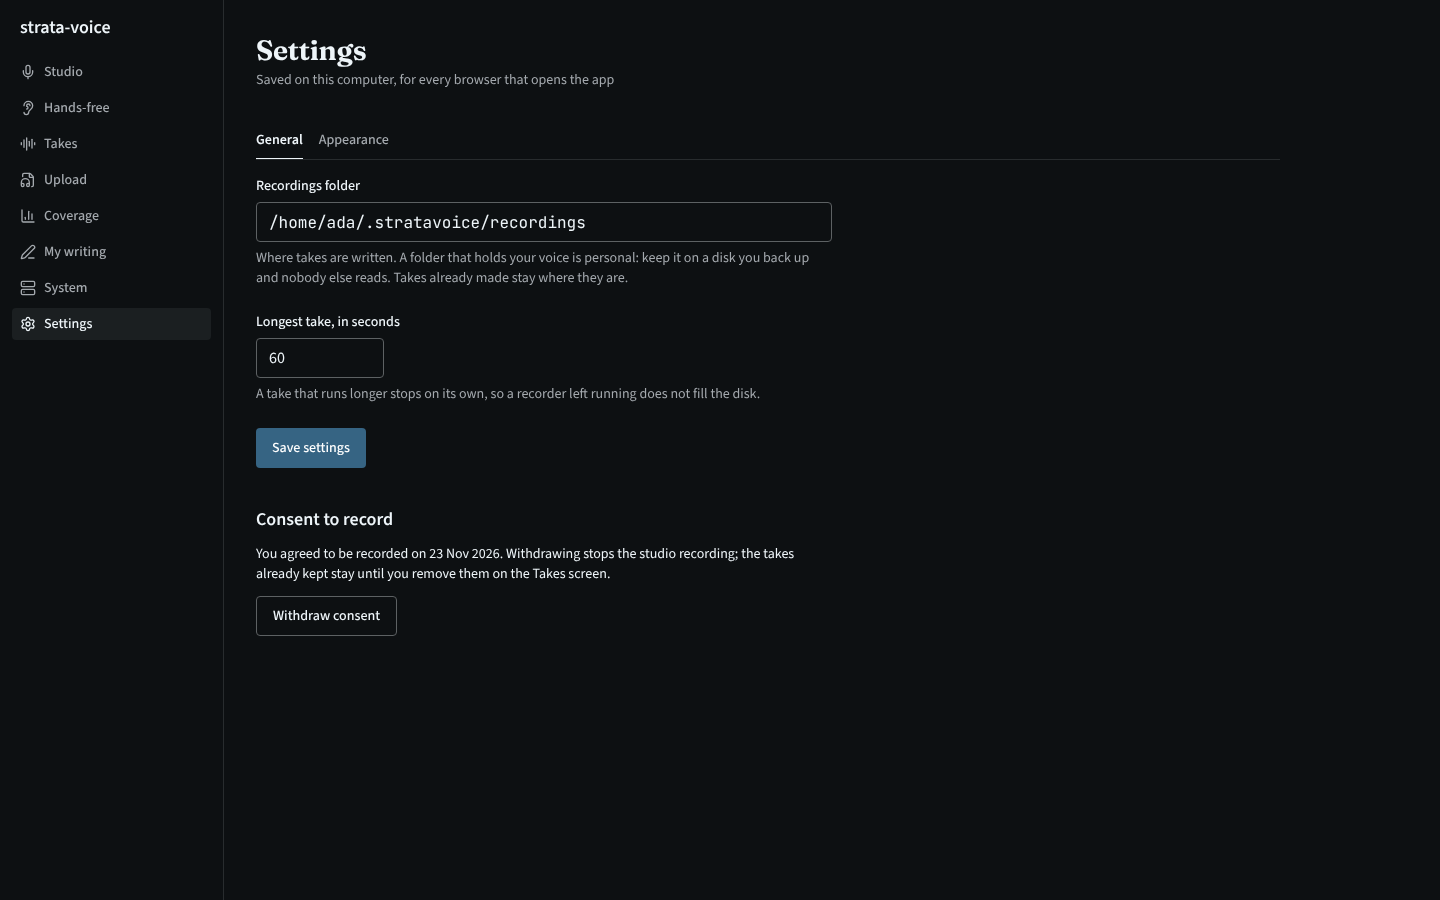 strata-voice
Studio
Hands-free
Takes
Upload
Coverage
My writing
System
Settings
Settings
Saved on this computer, for every browser that opens the app
General
Appearance
Recordings folder
/home/ada/.stratavoice/recordings
Where takes are written. A folder that holds your voice is personal: keep it on a disk you back up
and nobody else reads. Takes already made stay where they are.
Longest take, in seconds
60
A take that runs longer stops on its own, so a recorder left running does not fill the disk.
Save settings
Consent to record
You agreed to be recorded on 23 Nov 2026. Withdrawing stops the studio recording; the takes
already kept stay until you remove them on the Takes screen.
Withdraw consent